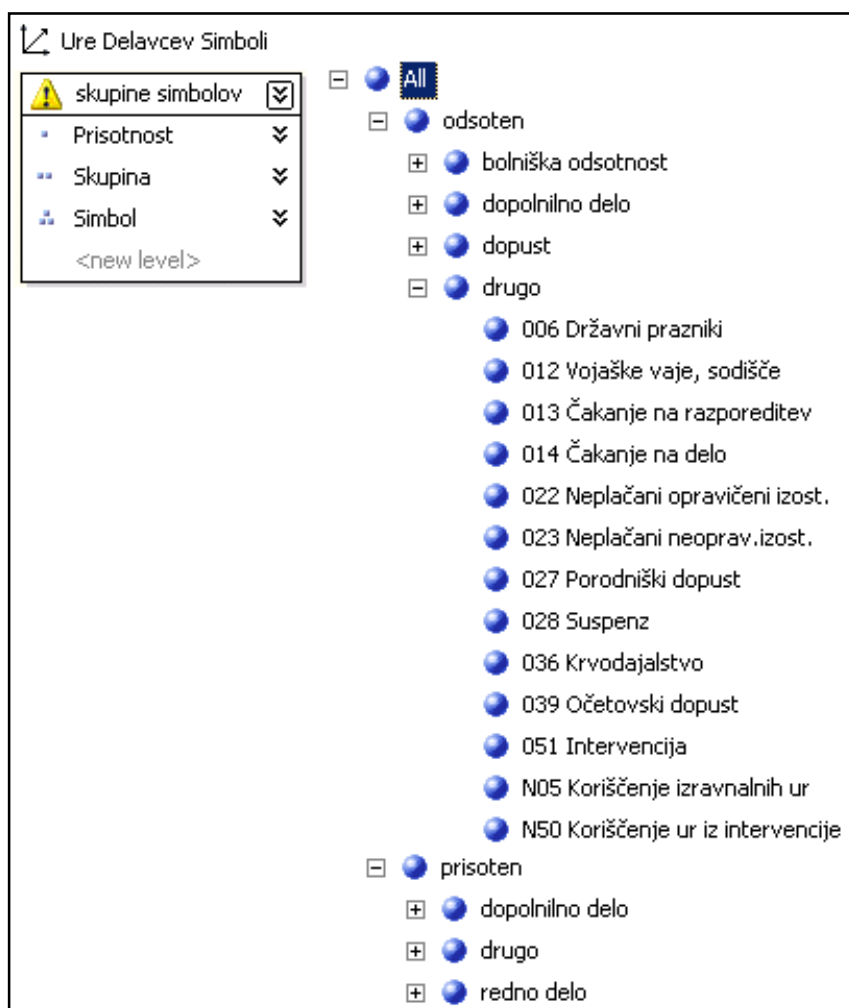 Ure Delavcev Simboli
skupine simbolov
Prisotnost
Skupina
Simbol
<new level>
All
odsoten
bolniška odsotnost
dopolnilno delo
dopust
drugo
006 Državni prazniki
012 Vojaške vaje, sodišče
013 Čakanje na razporeditev
014 Čakanje na delo
022 Neplačani opravičeni izost.
023 Neplačani neoprav.izost.
027 Porodniški dopust
028 Suspenz
036 Krvodajalstvo
039 Očetovski dopust
051 Intervencija
N05 Koriščenje izravnalnih ur
N50 Koriščenje ur iz intervencije
prisoten
dopolnilno delo
drugo
redno delo